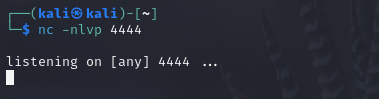 ┌──(kali㉿kali)-[~]
└─$ nc -nlvp 4444
listening on [any] 4444 ...